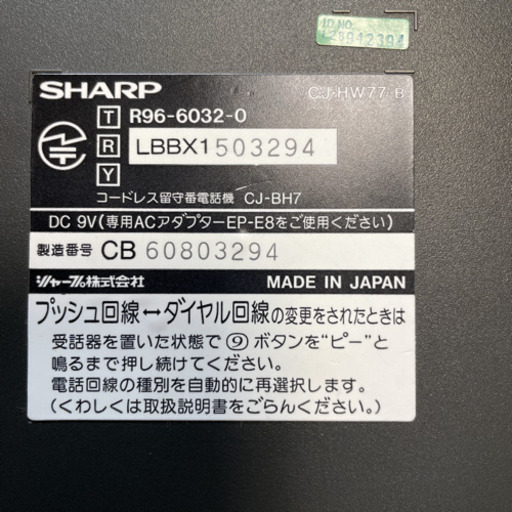 ID.NO.
LZB942394
SHARP
CJ-HW77-B
T R96-6032-0
R LBBX1503294
Y
コードレス留守番電話機 CJ-BH7
DC 9V(専用ACアダプターEP-E8をご使用ください)
製造番号 CB 60803294
シャープ株式会社 MADE IN JAPAN
プッシュ回線↔ダイヤル回線の変更をされたときは
受話器を置いた状態で⑨ボタンを“ピー”と
鳴るまで押し続けてください。
電話回線の種別を自動的に再選択します。
(くわしくは取扱説明書をごらんください。)